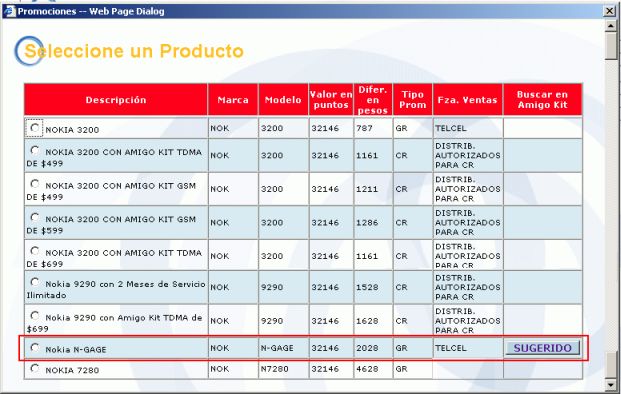 Promociones -- Web Page Dialog
Seleccione un Producto
Descripción Marca Modelo Valor en puntos Difer. en pesos Tipo Prom Fza. Ventas Buscar en Amigo Kit
NOKIA 3200 NOK 3200 32146 787 GR TELCEL
NOKIA 3200 CON AMIGO KIT TDMA DE $499 NOK 3200 32146 1161 CR DISTRIB. AUTORIZADOS PARA CR
NOKIA 3200 CON AMIGO KIT GSM DE $499 NOK 3200 32146 1211 CR DISTRIB. AUTORIZADOS PARA CR
NOKIA 3200 CON AMIGO KIT GSM DE $599 NOK 3200 32146 1286 CR DISTRIB. AUTORIZADOS PARA CR
NOKIA 3200 CON AMIGO KIT TDMA DE $699 NOK 3200 32146 1161 CR DISTRIB. AUTORIZADOS PARA CR
Nokia 9290 con 2 Meses de Servicio Ilimitado NOK 9290 32146 1528 CR DISTRIB. AUTORIZADOS PARA CR
Nokia 9290 con Amigo Kit TDMA de $699 NOK 9290 32146 1628 CR DISTRIB. AUTORIZADOS PARA CR
Nokia N-GAGE NOK N-GAGE 32146 2028 GR TELCEL SUGERIDO
NOKIA 7280 NOK N7280 32146 4628 GR